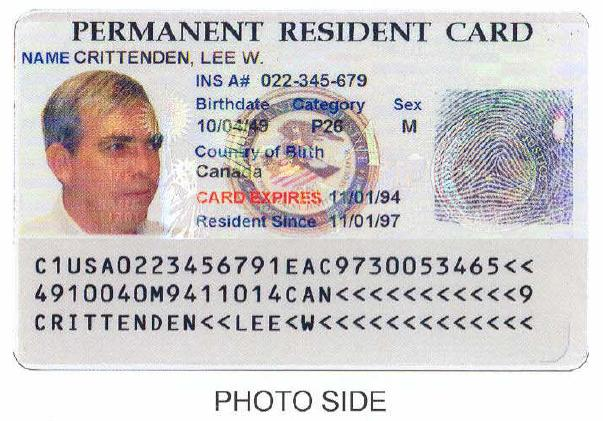 PERMANENT RESIDENT CARD
NAME CRITTENDEN, LEE W.
INS A# 022-345-679
Birthdate Category Sex
10/04/49 P26 M
Country of Birth
Canada
CARD EXPIRES 11/01/94
Resident Since 11/01/97
C1USA0223456791EAC9730053465<<
4910040M9411014CAN<<<<<<<<<<<9
CRITTENDEN<<LEE<W<<<<<<<<<<<<<
PHOTO SIDE